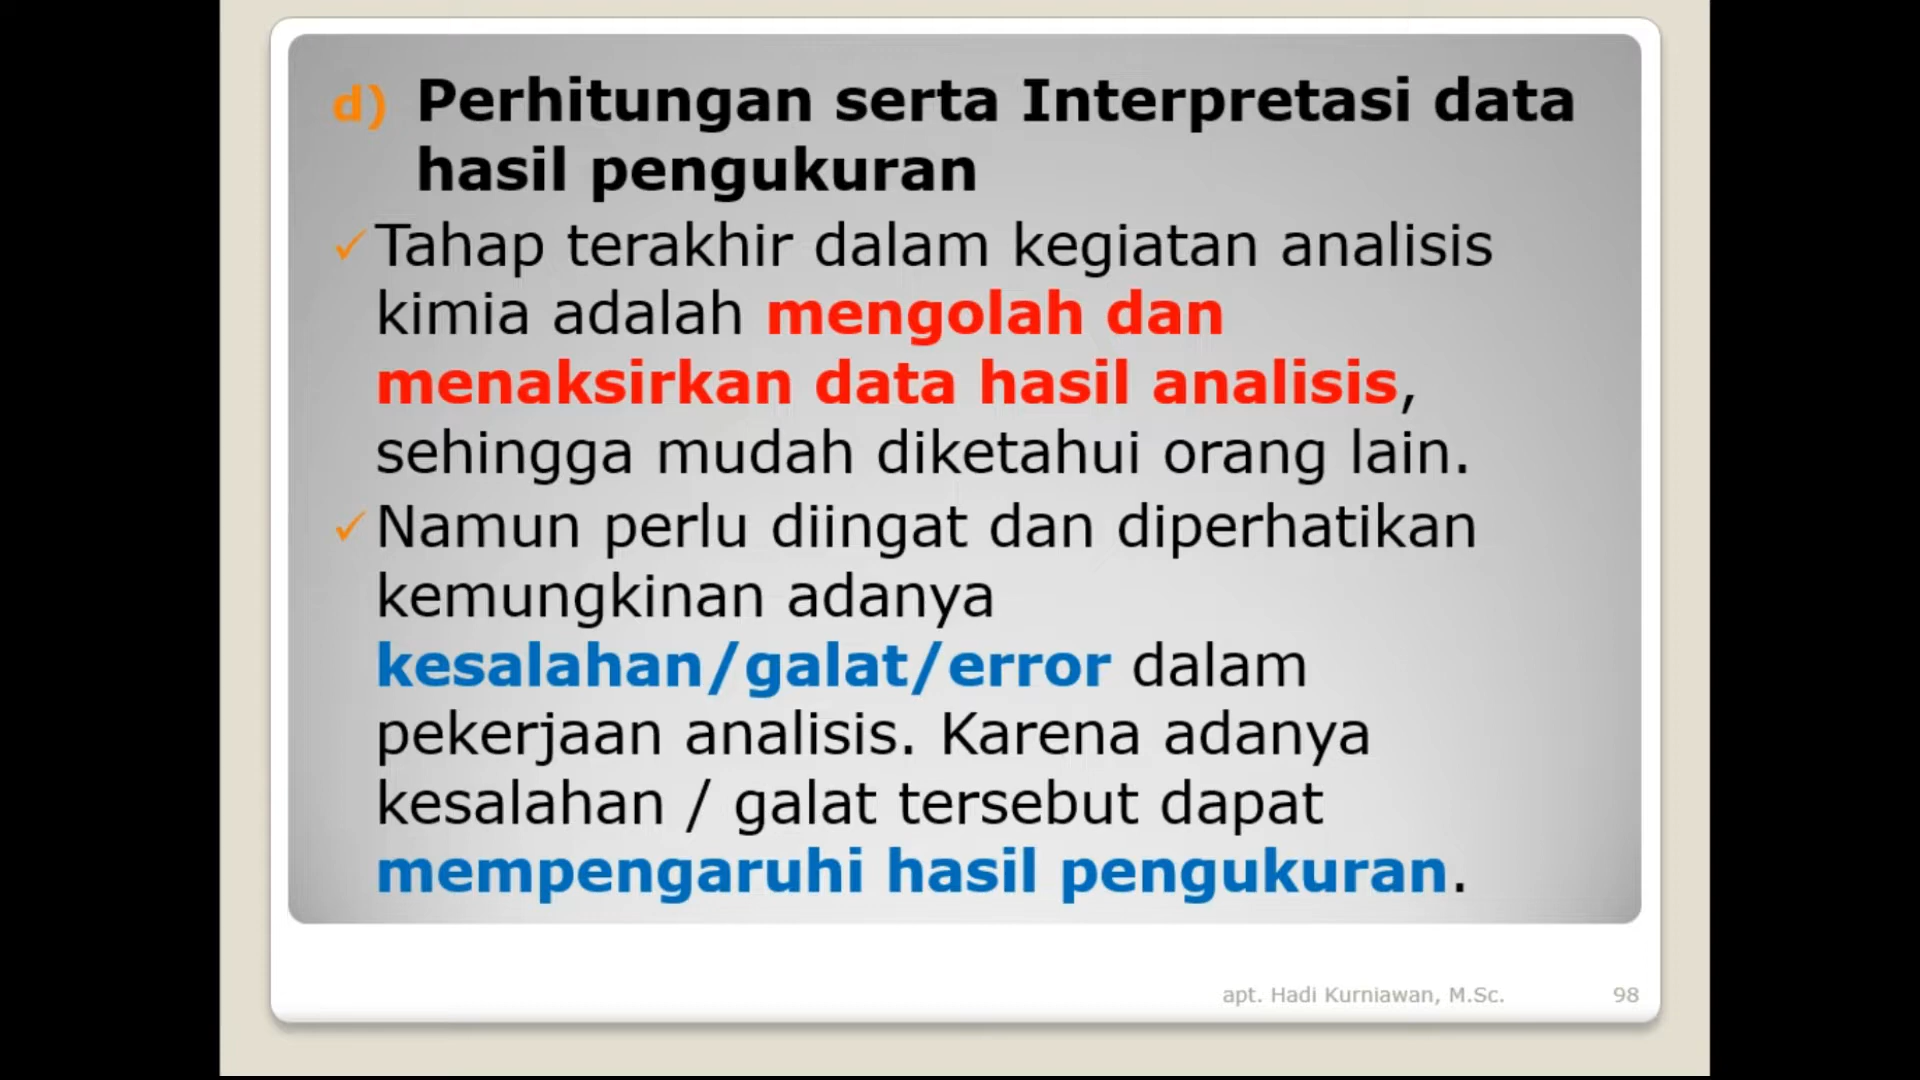 d) Perhitungan serta Interpretasi data
hasil pengukuran
✓Tahap terakhir dalam kegiatan analisis
kimia adalah mengolah dan
menaksirkan data hasil analisis,
sehingga mudah diketahui orang lain.
✓Namun perlu diingat dan diperhatikan
kemungkinan adanya
kesalahan/galat/error dalam
pekerjaan analisis. Karena adanya
kesalahan / galat tersebut dapat
mempengaruhi hasil pengukuran.
apt. Hadi Kurniawan, M.Sc. 98